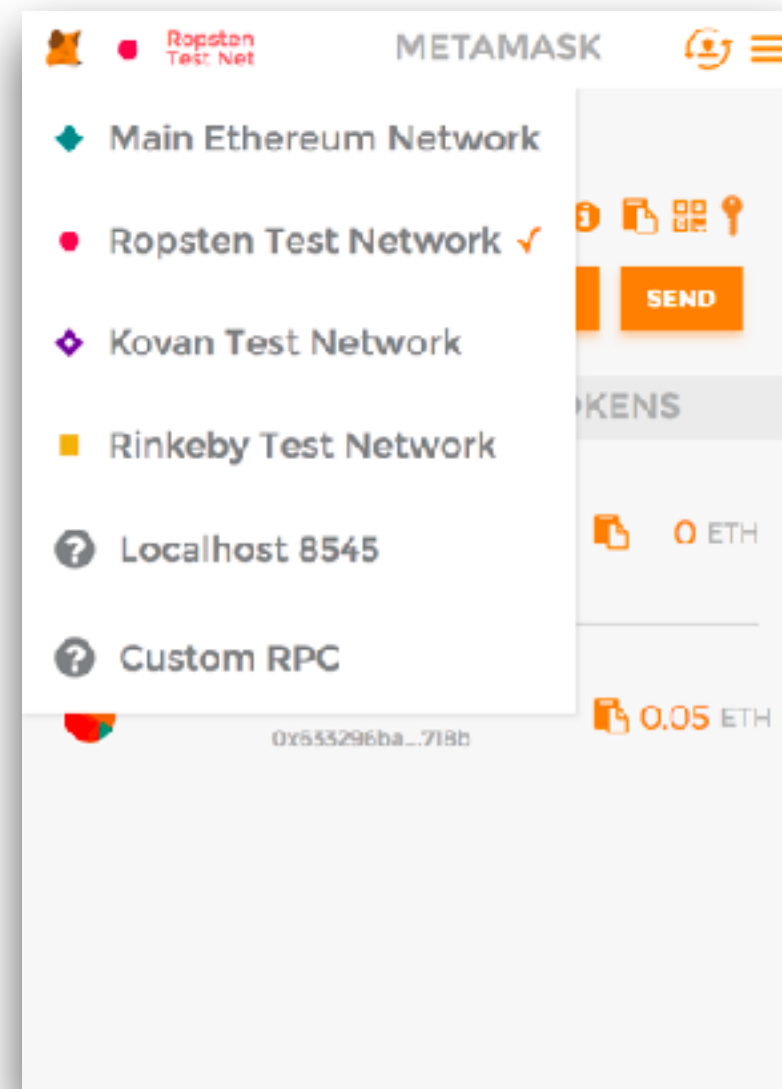 Ropsten
Test Net
METAMASK
Main Ethereum Network
Ropsten Test Network
SEND
Kovan Test Network
KENS
Rinkeby Test Network
Localhost 8545
0 ETH
Custom RPC
0.05 ETH
0x633296ba...718b